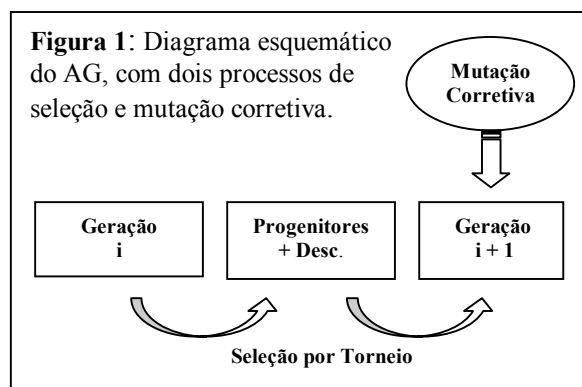 Figura 1: Diagrama esquemático
do AG, com dois processos de
seleção e mutação corretiva.
Mutação
Corretiva
Geração
i
Progenitores
+ Desc.
Geração
i + 1
Seleção por Torneio